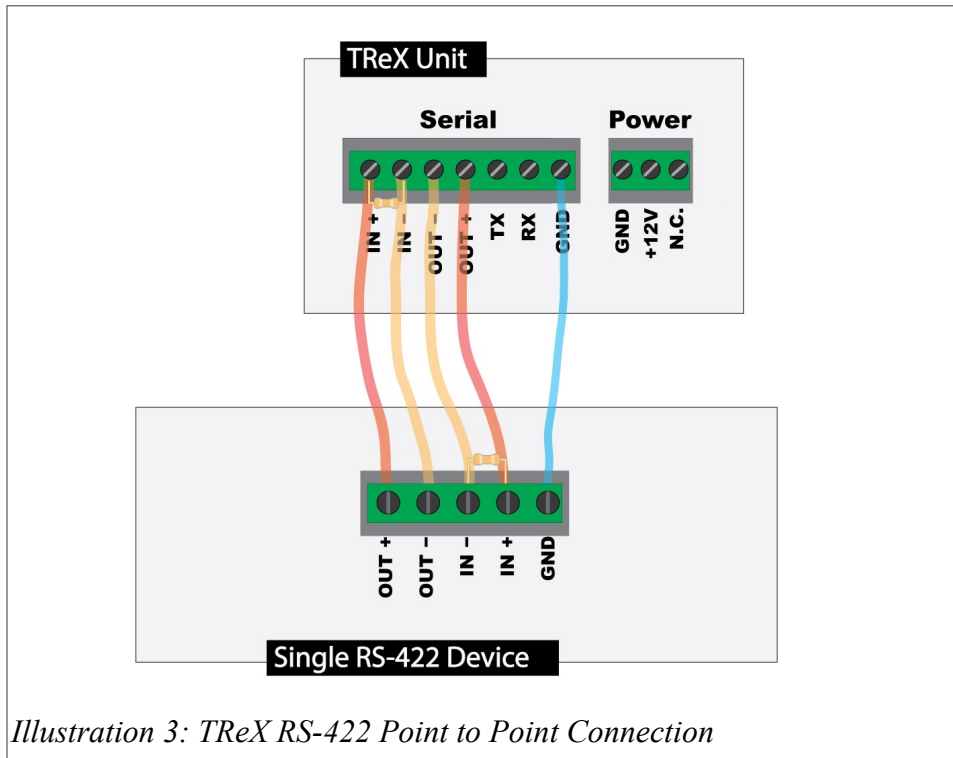 TReX Unit
Serial
Power
IN +
IN –
OUT –
OUT +
TX
RX
GND
GND
+12V
N.C.
OUT +
OUT –
IN –
IN +
GND
Single RS-422 Device
Illustration 3: TReX RS-422 Point to Point Connection